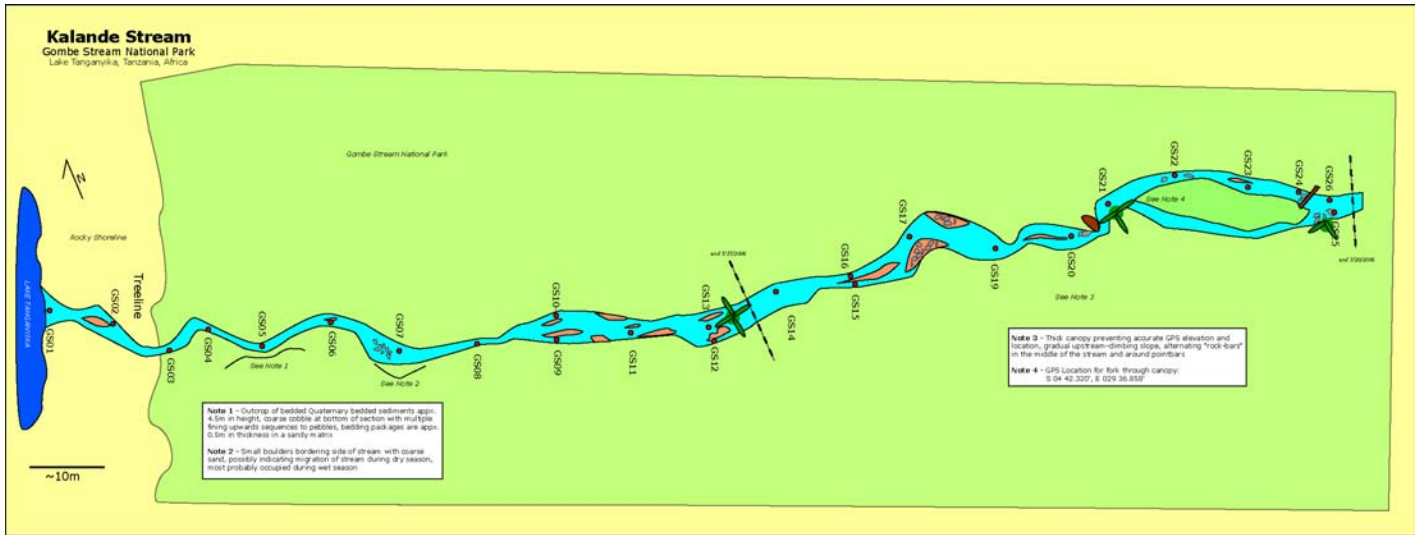 Kalande Stream
Gombe Stream National Park
Lake Tanganyika, Tanzania, Africa
Gombe Stream National Park
N
Rocky Shoreline
Treeline
LAKE TANGANYIKA
GS01
GS02
GS03
GS04
GS05
See Note 1
GS06
GS07
See Note 2
GS08
GS10
GS09
GS11
GS13
GS12
GS14
GS16
GS15
GS17
GS19
GS20
GS21
GS22
GS23
GS24
GS26
GS25
See Note 4
See Note 3
Note 1 - Outcrop of bedded Quaternary bedded sediments appx.
4.5m in height, coarse cobble at bottom of section with multiple
fining upwards sequences to pebbles, bedding packages are appx.
0.5m in thickness in a sandy matrix
Note 2 - Small boulders bordering side of stream with coarse
sand, possibly indicating migration of stream during dry season,
most probably occupied during wet season
Note 3 - Thick canopy preventing accurate GPS elevation and
location, gradual upstream-climbing slope, alternating "rock-bars"
in the middle of the stream and around pointbars
Note 4 - GPS Location for fork through canopy:
S 04 42.320', E 029 36.858'
~10m